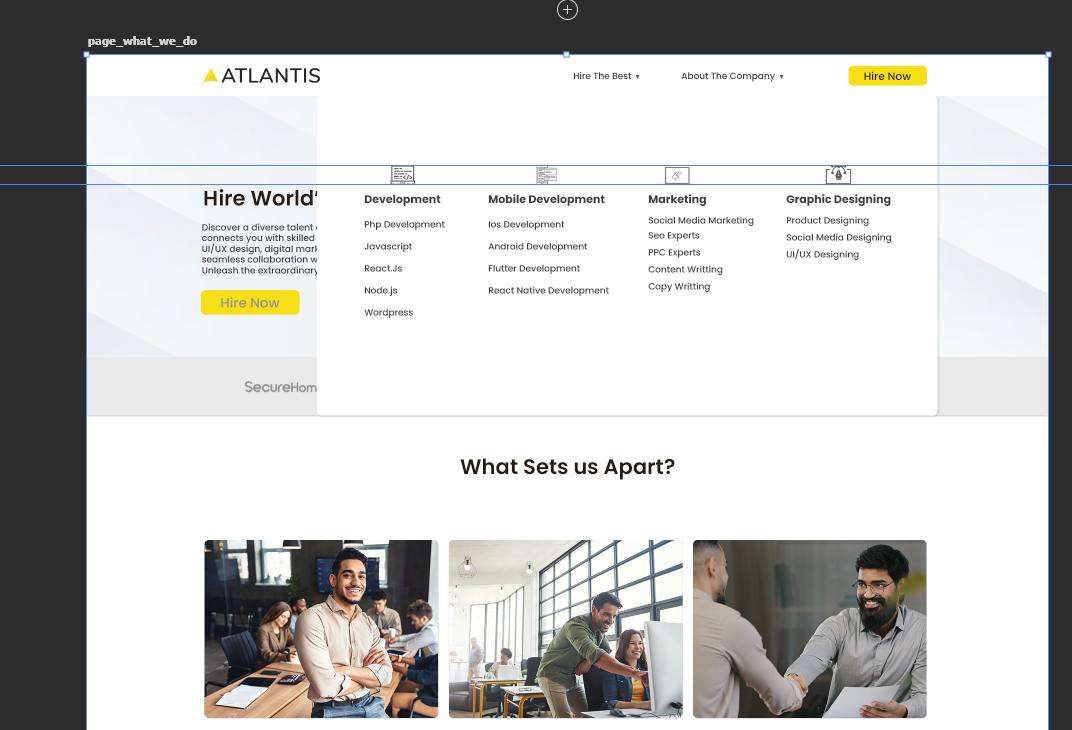 page_what_we_do
ATLANTIS
Hire The Best ▾
About The Company ▾
Hire Now
Hire World'
Discover a diverse talent
connects you with skilled
UI/UX design, digital mark
seamless collaboration w
Unleash the extraordinary
Hire Now
Development
Php Development
Javascript
React.Js
Node.js
Wordpress
Mobile Development
Ios Development
Android Development
Flutter Development
React Native Development
Marketing
Social Media Marketing
Seo Experts
PPC Experts
Content Writting
Copy Writting
Graphic Designing
Product Designing
Social Media Designing
UI/UX Designing
SecureHom
What Sets us Apart?